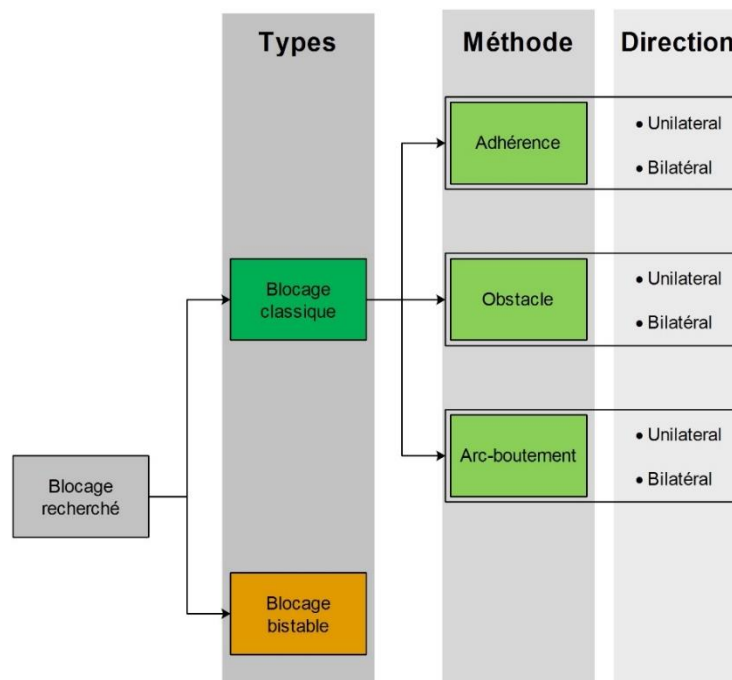 Types
Méthode
Direction
Adhérence
• Unilateral
• Bilatéral
Blocage
classique
Obstacle
• Unilateral
• Bilatéral
Arc-boutement
• Unilateral
• Bilatéral
Blocage
recherché
Blocage
bistable